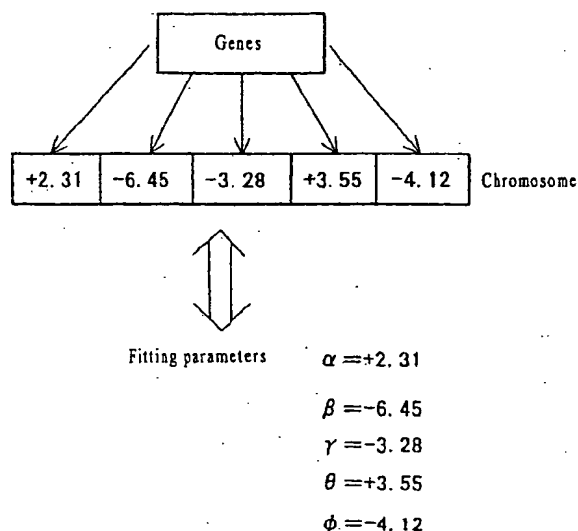 Genes
+2.31 -6.45 -3.28 +3.55 -4.12 Chromosome
Fitting parameters
α=+2.31
β=-6.45
γ=-3.28
θ=+3.55
ϕ=-4.12